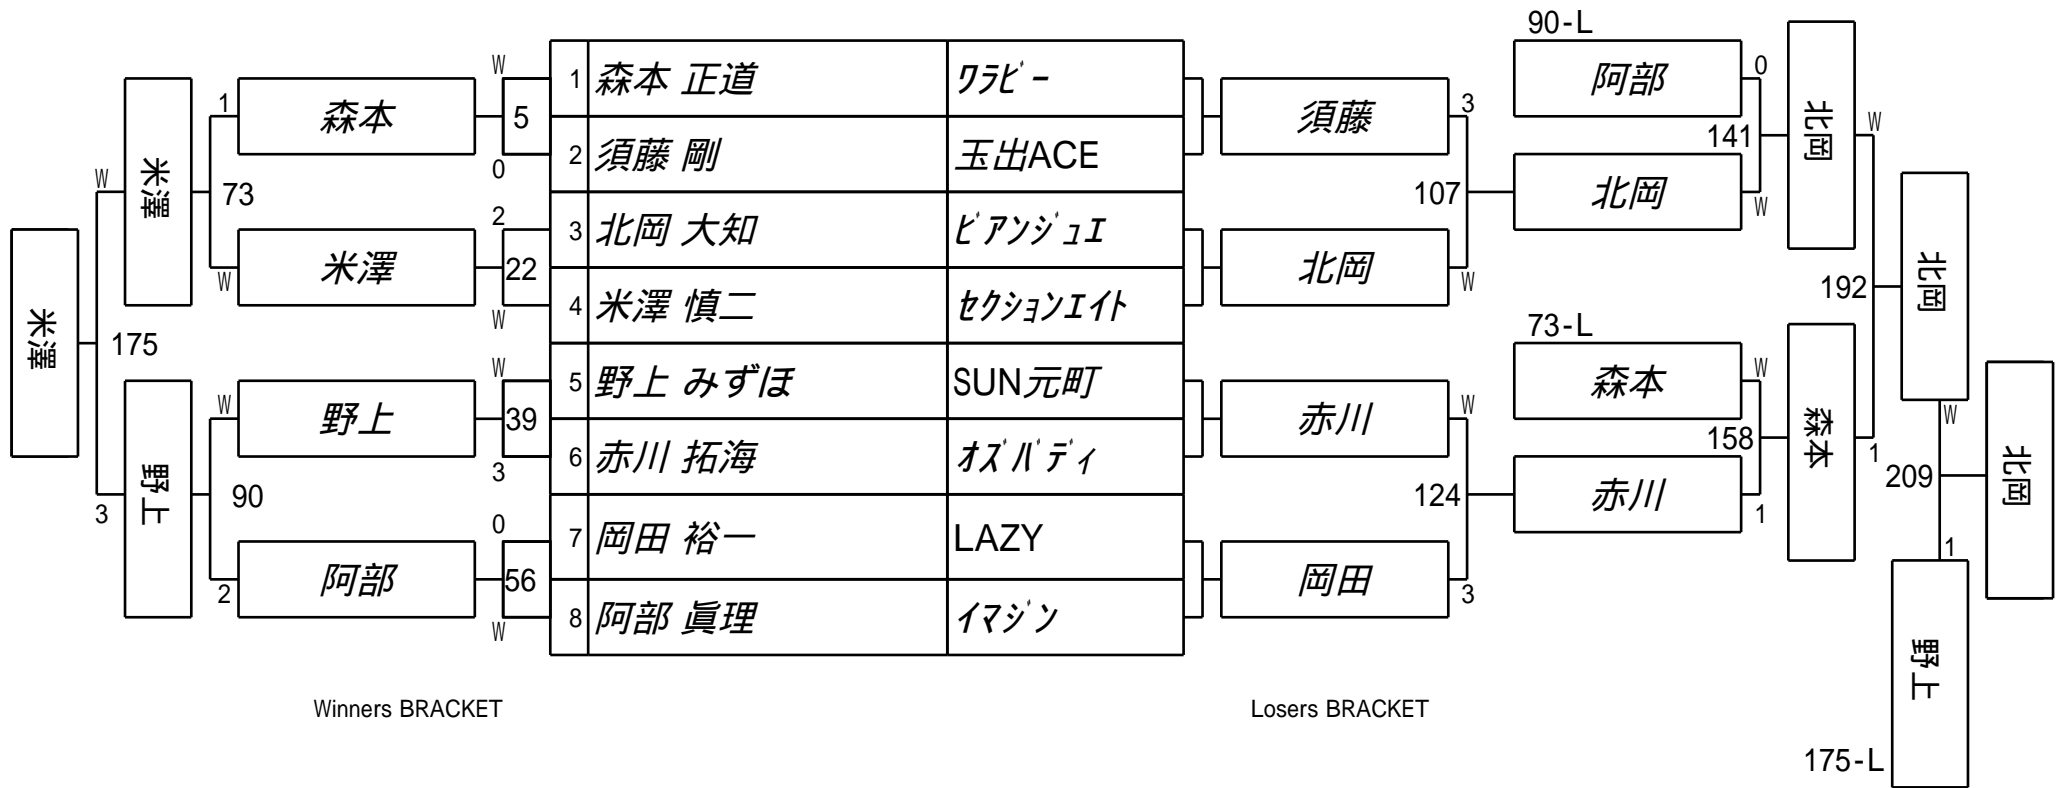 90-L
W
1 森本 正道 ﾜﾗﾋﾞｰ
阿部 0
1 森本 5
須藤 3
北岡
W
2 須藤 剛 玉出ACE
141
米澤
0
W
73
107
北岡 W
2
3 北岡 大知 ﾋﾞｱﾝｼﾞｭｴ
W 米澤 22
北岡 W
北岡
192
4 米澤 慎二 ｾｸｼｮﾝｴｲﾄ
W
米澤
175
73-L
W
5 野上 みずほ SUN元町
森本 W
W 野上 39
赤川 W
森本
1
W
6 赤川 拓海 ｵｽﾞﾊﾞﾃﾞｨ
158
3
野上
3
90
124
赤川 1
209
北岡
0
7 岡田 裕一 LAZY
1
2 阿部 56
岡田 3
8 阿部 眞理 ｲﾏｼﾞﾝ
W
野上
Winners BRACKET
Losers BRACKET
175-L